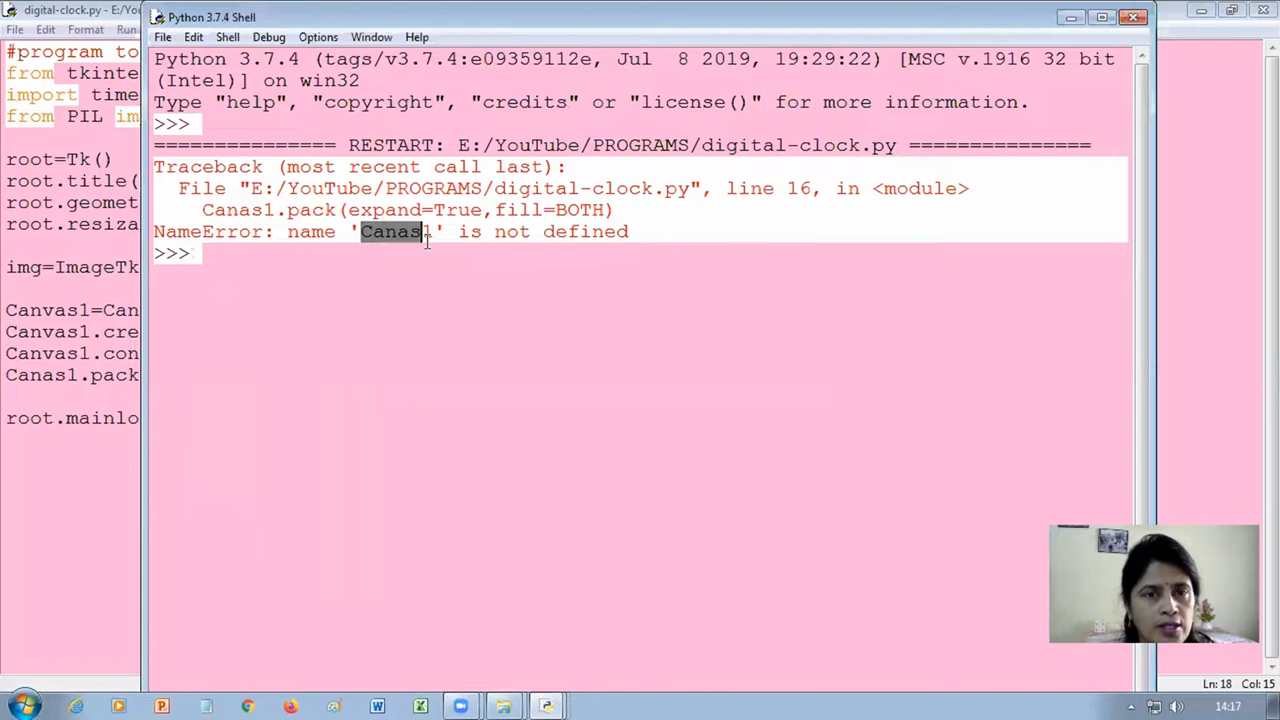 digital-clock.py - E:/You
File Edit Format Run
#program to
from tkinte
import time
from PIL im
root=Tk()
root.title(
root.geomet
root.resiza
img=ImageTk
Canvas1=Can
Canvas1.cre
Canvas1.con
Canas1.pack
root.mainlo
Python 3.7.4 Shell
File Edit Shell Debug Options Window Help
Python 3.7.4 (tags/v3.7.4:e09359112e, Jul  8 2019, 19:29:22) [MSC v.1916 32 bit
(Intel)] on win32
Type "help", "copyright", "credits" or "license()" for more information.
>>>
=============== RESTART: E:/YouTube/PROGRAMS/digital-clock.py ===============
Traceback (most recent call last):
  File "E:/YouTube/PROGRAMS/digital-clock.py", line 16, in <module>
    Canas1.pack(expand=True,fill=BOTH)
NameError: name 'Canas1' is not defined
>>>
Ln: 18 Col: 15
14:17